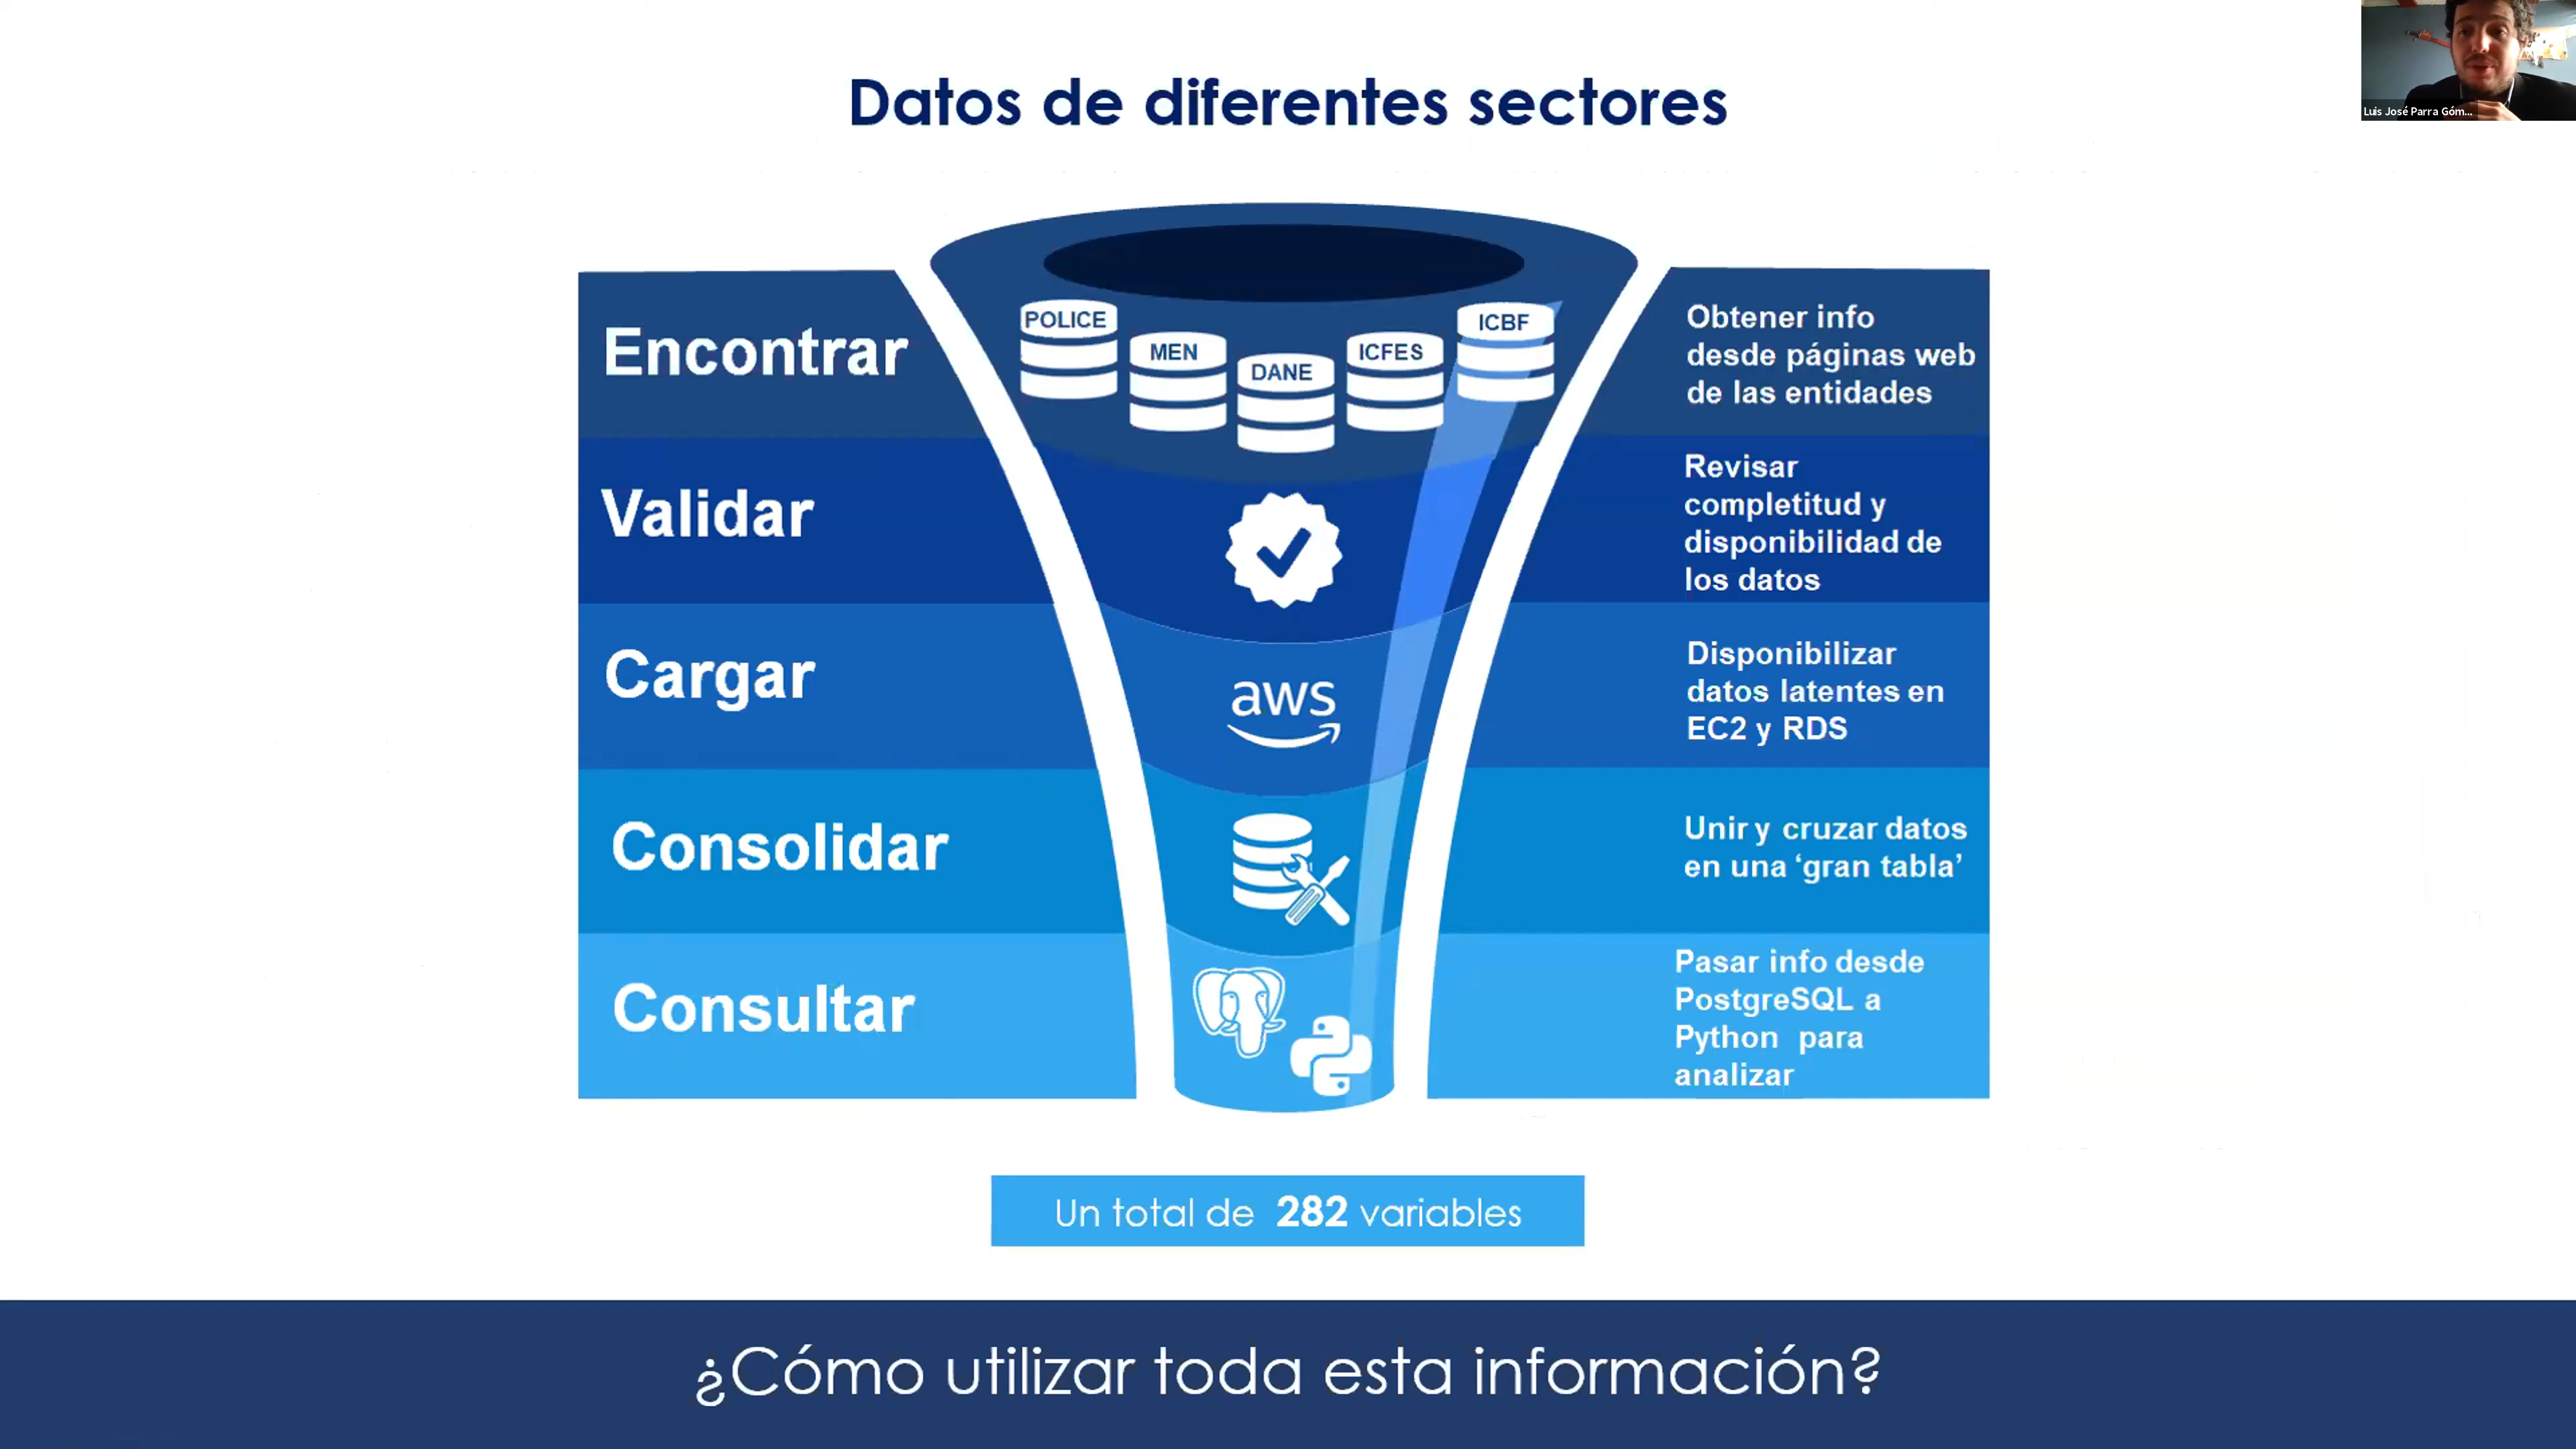 Luis José Parra Góm...
Datos de diferentes sectores
Encontrar
POLICE
MEN
DANE
ICFES
ICBF
Obtener info
desde páginas web
de las entidades
Validar
Revisar
completitud y
disponibilidad de
los datos
Cargar
aws
Disponibilizar
datos latentes en
EC2 y RDS
Consolidar
Unir y cruzar datos
en una ‘gran tabla’
Consultar
Pasar info desde
PostgreSQL a
Python para
analizar
Un total de 282 variables
¿Cómo utilizar toda esta información?